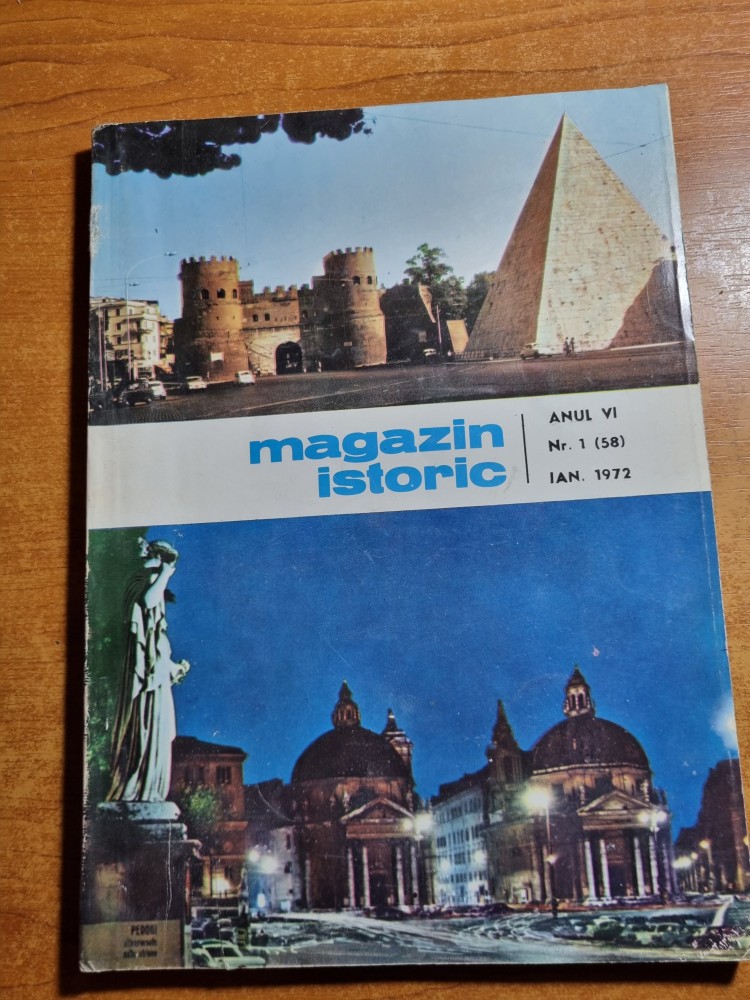 magazin
istoric
ANUL VI
Nr. 1 (58)
IAN. 1972